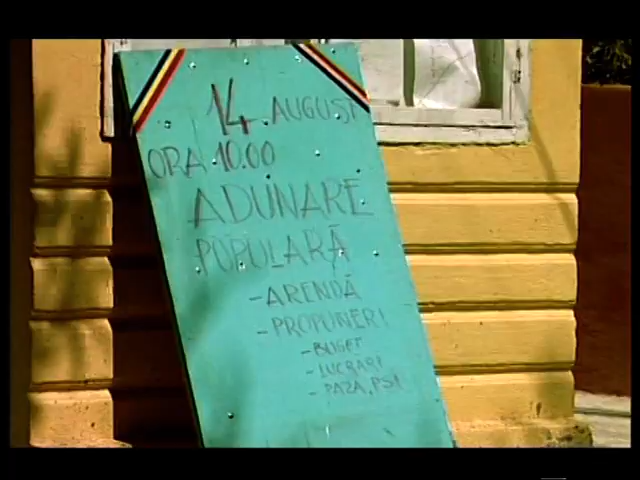 14 AUGUST
ORA 10.00
ADUNARE
POPULARĂ
- ARENDĂ
- PROPUNERI
- BUGET
- LUCRARI
- PAZA, PSI